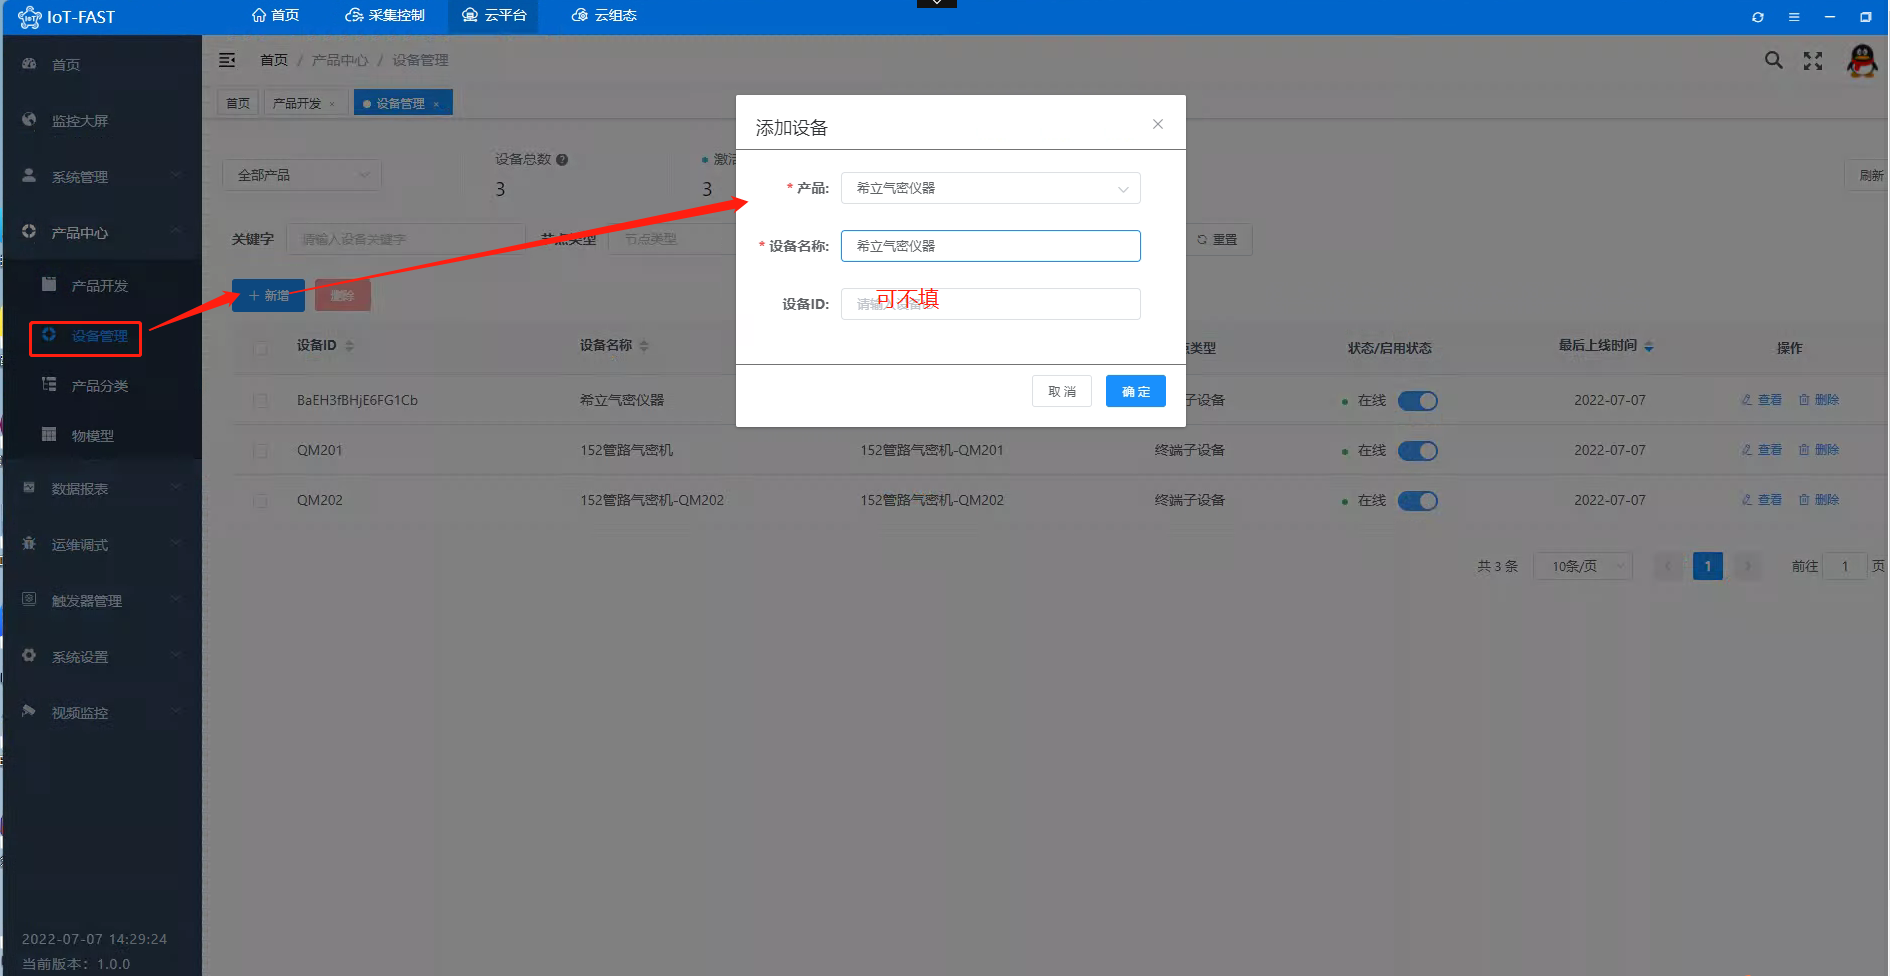 IoT-FAST
首页
采集控制
云平台
云组态
首页
监控大屏
系统管理
产品中心
产品开发
设备管理
产品分类
物模型
数据报表
运维调式
触发器管理
系统设置
视频监控
2022-07-07 14:29:24
当前版本：1.0.0
首页 / 产品中心 / 设备管理
首页
产品开发 ×
设备管理 ×
全部产品
设备总数
3
激活
3
刷新
关键字
请输入设备关键字
节点类型
节点类型
重置
+ 新增
删除
设备ID
设备名称
类型
状态/启用状态
最后上线时间
操作
BaEH3fBHjE6FG1Cb
希立气密仪器
子设备
在线
2022-07-07
查看
删除
QM201
152管路气密机
152管路气密机-QM201
终端子设备
在线
2022-07-07
查看
删除
QM202
152管路气密机-QM202
152管路气密机-QM202
终端子设备
在线
2022-07-07
查看
删除
共 3 条
10条/页
1
前往
1
页
添加设备
* 产品:
希立气密仪器
* 设备名称:
希立气密仪器
设备ID:
可不填
取 消
确 定